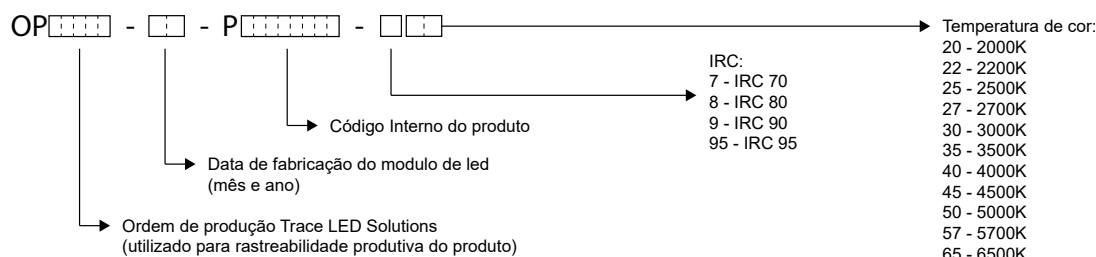 OP - - P -
Temperatura de cor:
20 - 2000K
22 - 2200K
25 - 2500K
27 - 2700K
30 - 3000K
35 - 3500K
40 - 4000K
45 - 4500K
50 - 5000K
57 - 5700K
65 - 6500K
IRC:
7 - IRC 70
8 - IRC 80
9 - IRC 90
95 - IRC 95
Código Interno do produto
Data de fabricação do modulo de led
(mês e ano)
Ordem de produção Trace LED Solutions
(utilizado para rastreabilidade produtiva do produto)